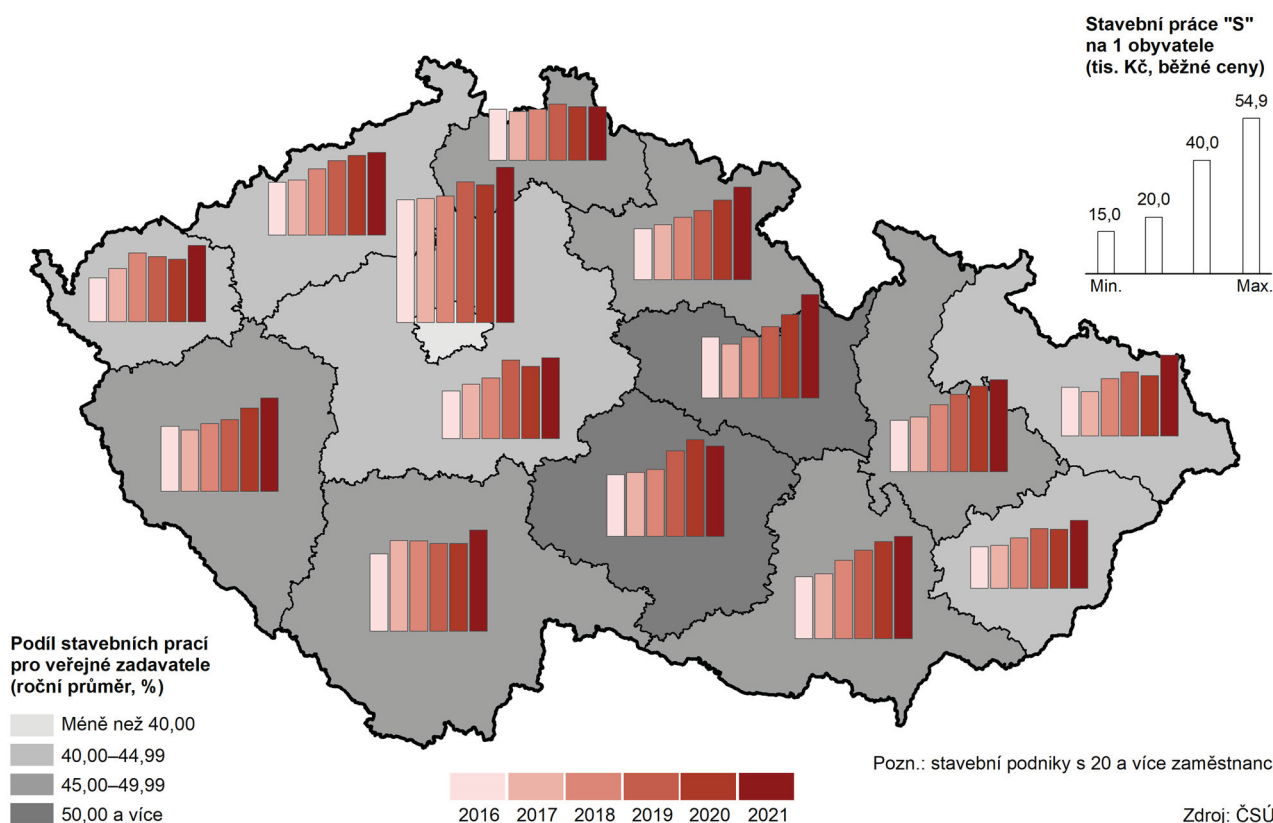 Stavební práce "S"
na 1 obyvatele
(tis. Kč, běžné ceny)
54,9
40,0
20,0
15,0
Min.
Max.
Podíl stavebních prací
pro veřejné zadavatele
(roční průměr, %)
Méně než 40,00
40,00–44,99
45,00–49,99
50,00 a více
2016 2017 2018 2019 2020 2021
Pozn.: stavební podniky s 20 a více zaměstnanc
Zdroj: ČSÚ